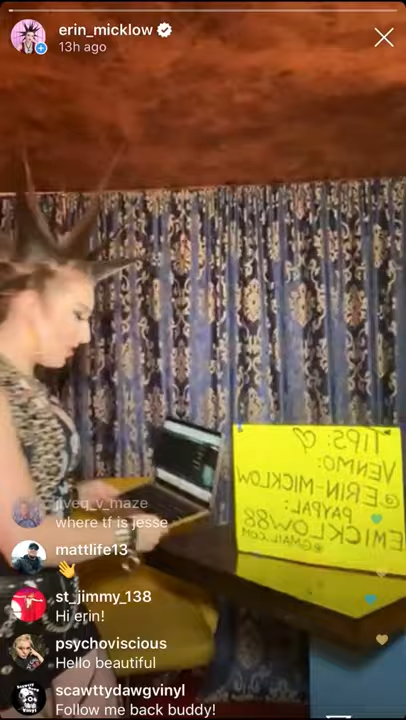 erin_micklow
13h ago
TIPS: ♡
VENMO:
@ERIN-MICKLOW
PAYPAL:
EMICKLOW88
@GMAIL.COM
jiveq_v_maze
where tf is jesse
mattlife13
👋
st_jimmy_138
Hi erin!
psychoviscious
Hello beautiful
scawttydawgvinyl
Follow me back buddy!